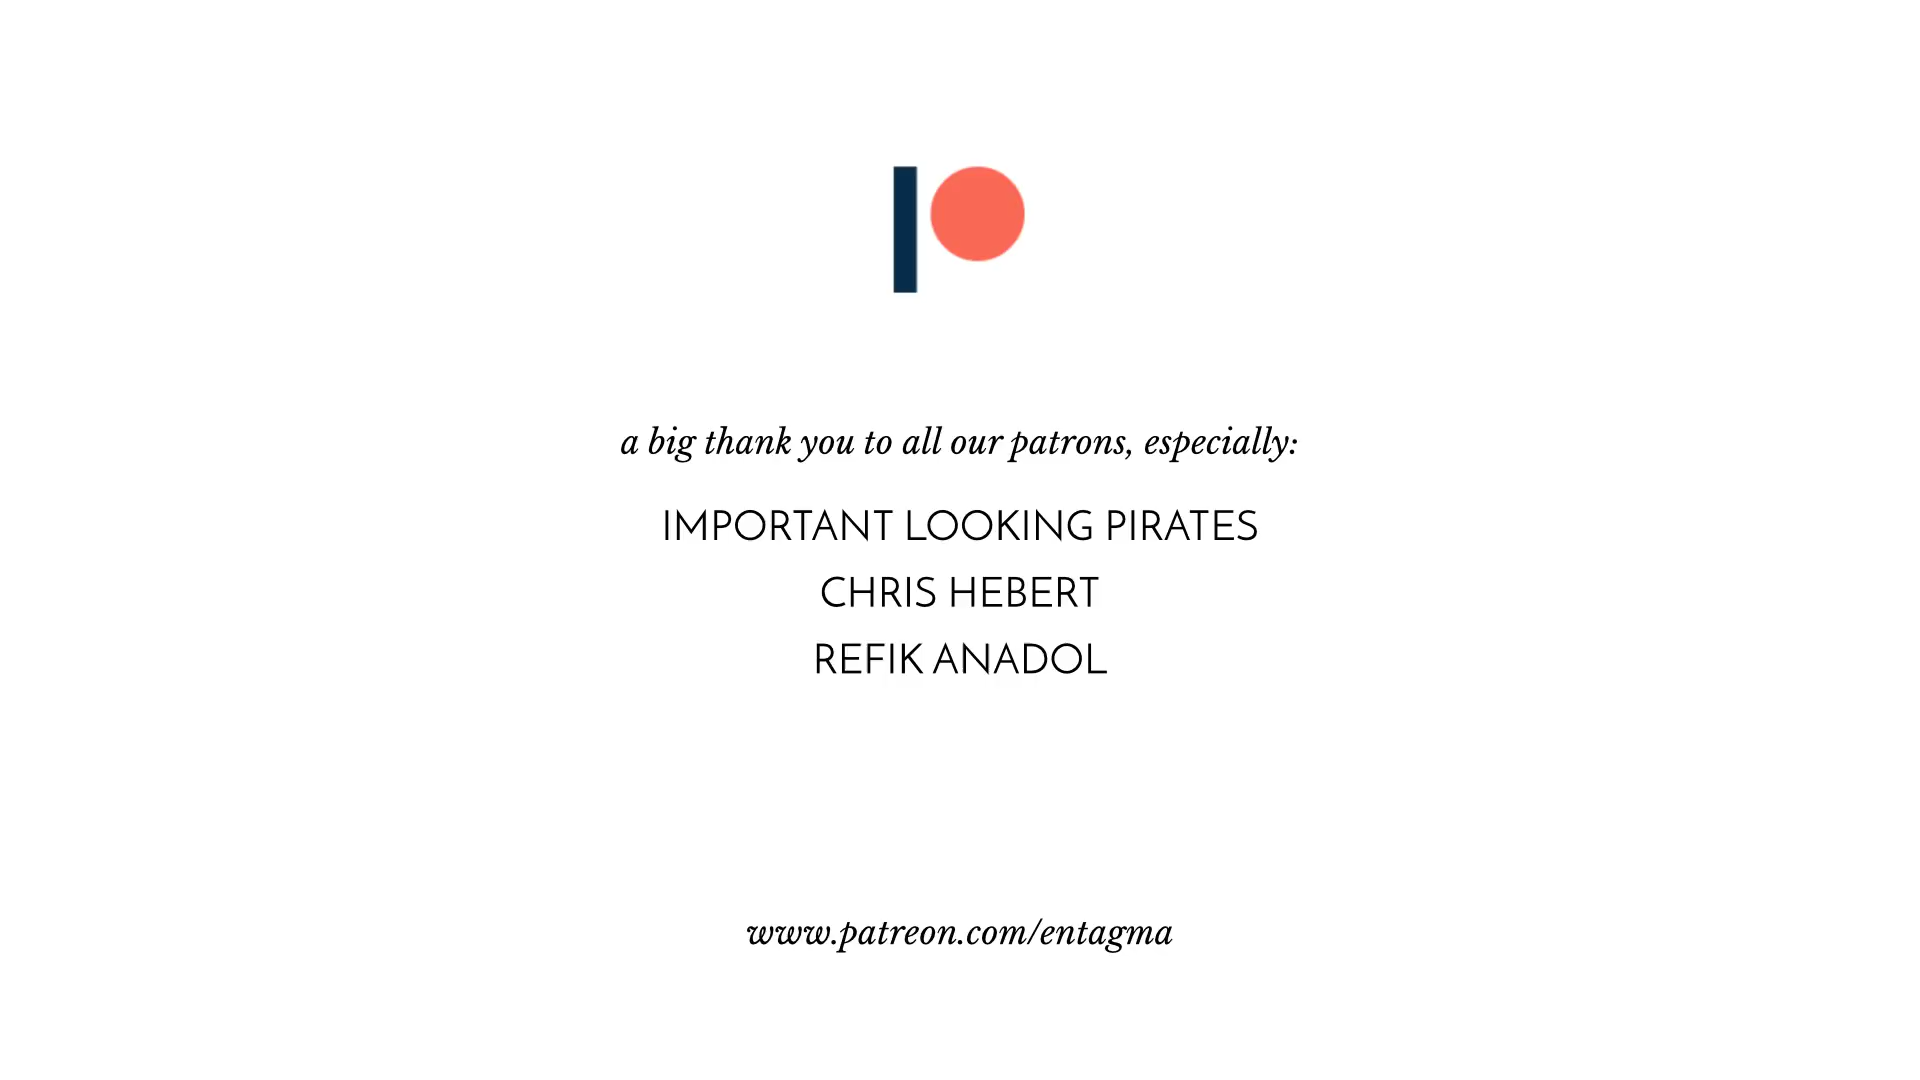 a big thank you to all our patrons, especially:
IMPORTANT LOOKING PIRATES
CHRIS HEBERT
REFIK ANADOL
www.patreon.com/entagma